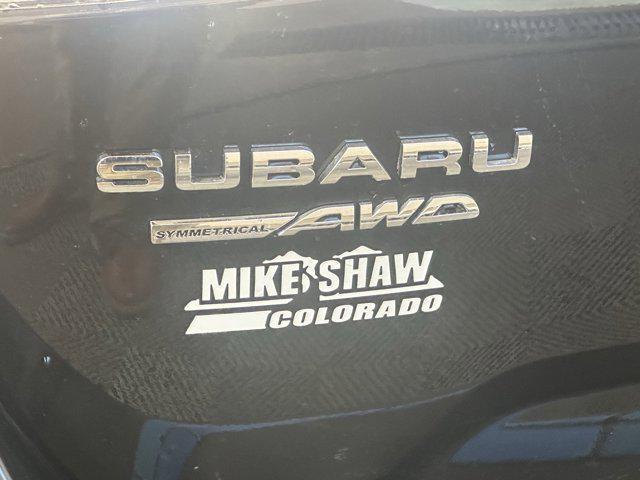 SUBARU
SYMMETRICAL AWD
MIKE SHAW
COLORADO